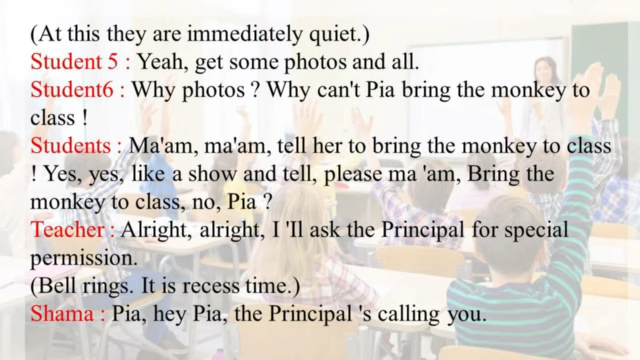 (At this they are immediately quiet.)
Student 5 : Yeah, get some photos and all.
Student6 : Why photos ? Why can't Pia bring the monkey to
class !
Students : Ma'am, ma'am, tell her to bring the monkey to class
! Yes, yes, like a show and tell, please ma 'am, Bring the
monkey to class, no, Pia ?
Teacher : Alright, alright, I 'Il ask the Principal for special
permission.
(Bell rings. It is recess time.)
Shama : Pia, hey Pia, the Principal 's calling you.